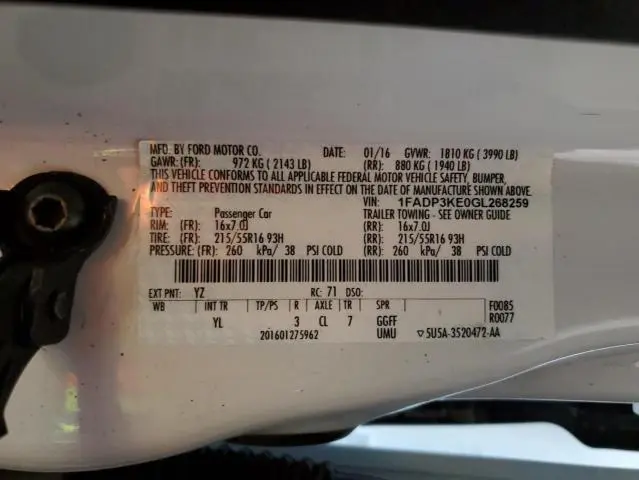 MFD. BY FORD MOTOR CO. DATE: 01/16 GVWR: 1810 KG (3990 LB)
GAWR:(FR): 972 KG (2143 LB) (RR): 880 KG (1940 LB)
THIS VEHICLE CONFORMS TO ALL APPLICABLE FEDERAL MOTOR VEHICLE SAFETY, BUMPER,
AND THEFT PREVENTION STANDARDS IN EFFECT ON THE DATE OF MANUFACTURE SHOWN ABOVE.
VIN: 1FADP3KE0GL268259
TYPE: Passenger Car TRAILER TOWING - SEE OWNER GUIDE
RIM: (FR): 16x7.0J (RR): 16x7.0J
TIRE: (FR): 215/55R16 93H (RR): 215/55R16 93H
PRESSURE: (FR): 260 kPa/ 38 PSI COLD (RR): 260 kPa/ 38 PSI COLD
EXT PNT: YZ RC: 71 DSO:
WB INT TR TP/PS R AXLE TR SPR F0085
YL 3 CL 7 GGFF R0077
201601275962 UMU ▽5U5A-3520472-AA